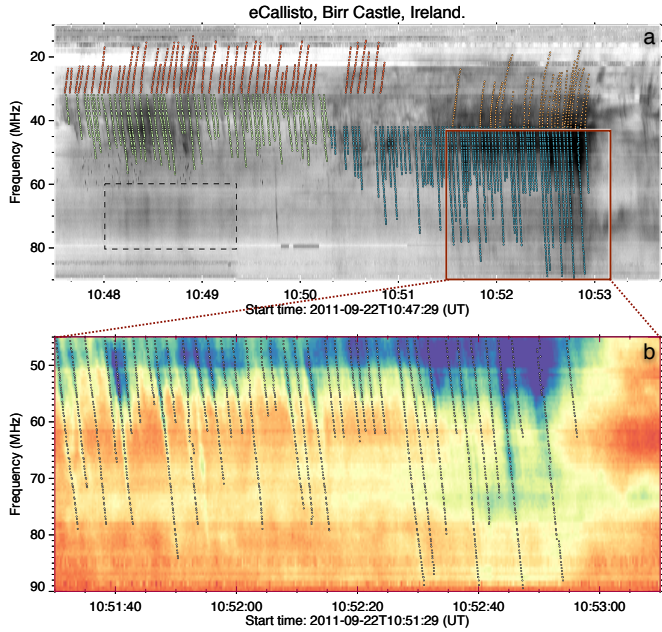 eCallisto, Birr Castle, Ireland.
a
20
40
60
80
Frequency (MHz)
10:48 10:49 10:50 10:51 10:52 10:53
Start time: 2011-09-22T10:47:29 (UT)
b
50
60
70
80
90
Frequency (MHz)
10:51:40 10:52:00 10:52:20 10:52:40 10:53:00
Start time: 2011-09-22T10:51:29 (UT)